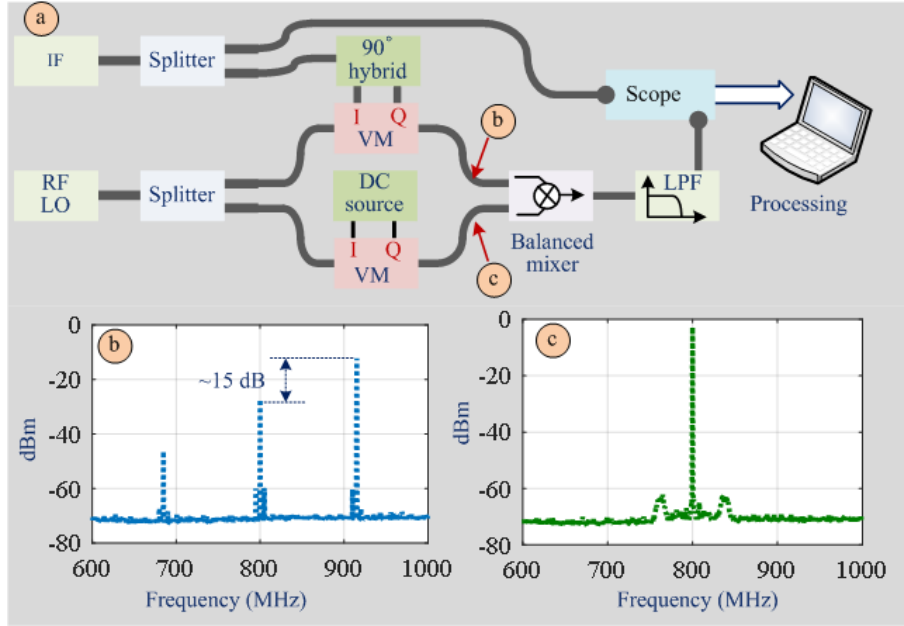 a
IF
Splitter
90°
hybrid
I Q
VM
Scope
b
RF
LO
Splitter
DC
source
I Q
VM
c
Balanced
mixer
LPF
Processing
b
0
-20
-40
-60
-80
dBm
~15 dB
600 700 800 900 1000
Frequency (MHz)
c
0
-20
-40
-60
-80
dBm
600 700 800 900 1000
Frequency (MHz)